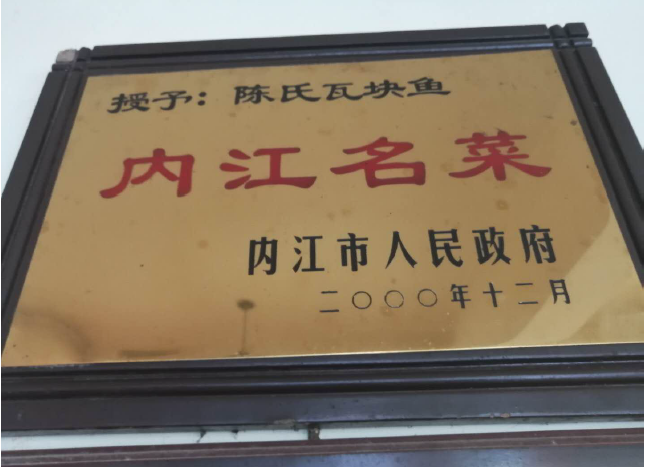 授予：陈氏瓦块鱼
内江名菜
内江市人民政府
二〇〇〇年十二月